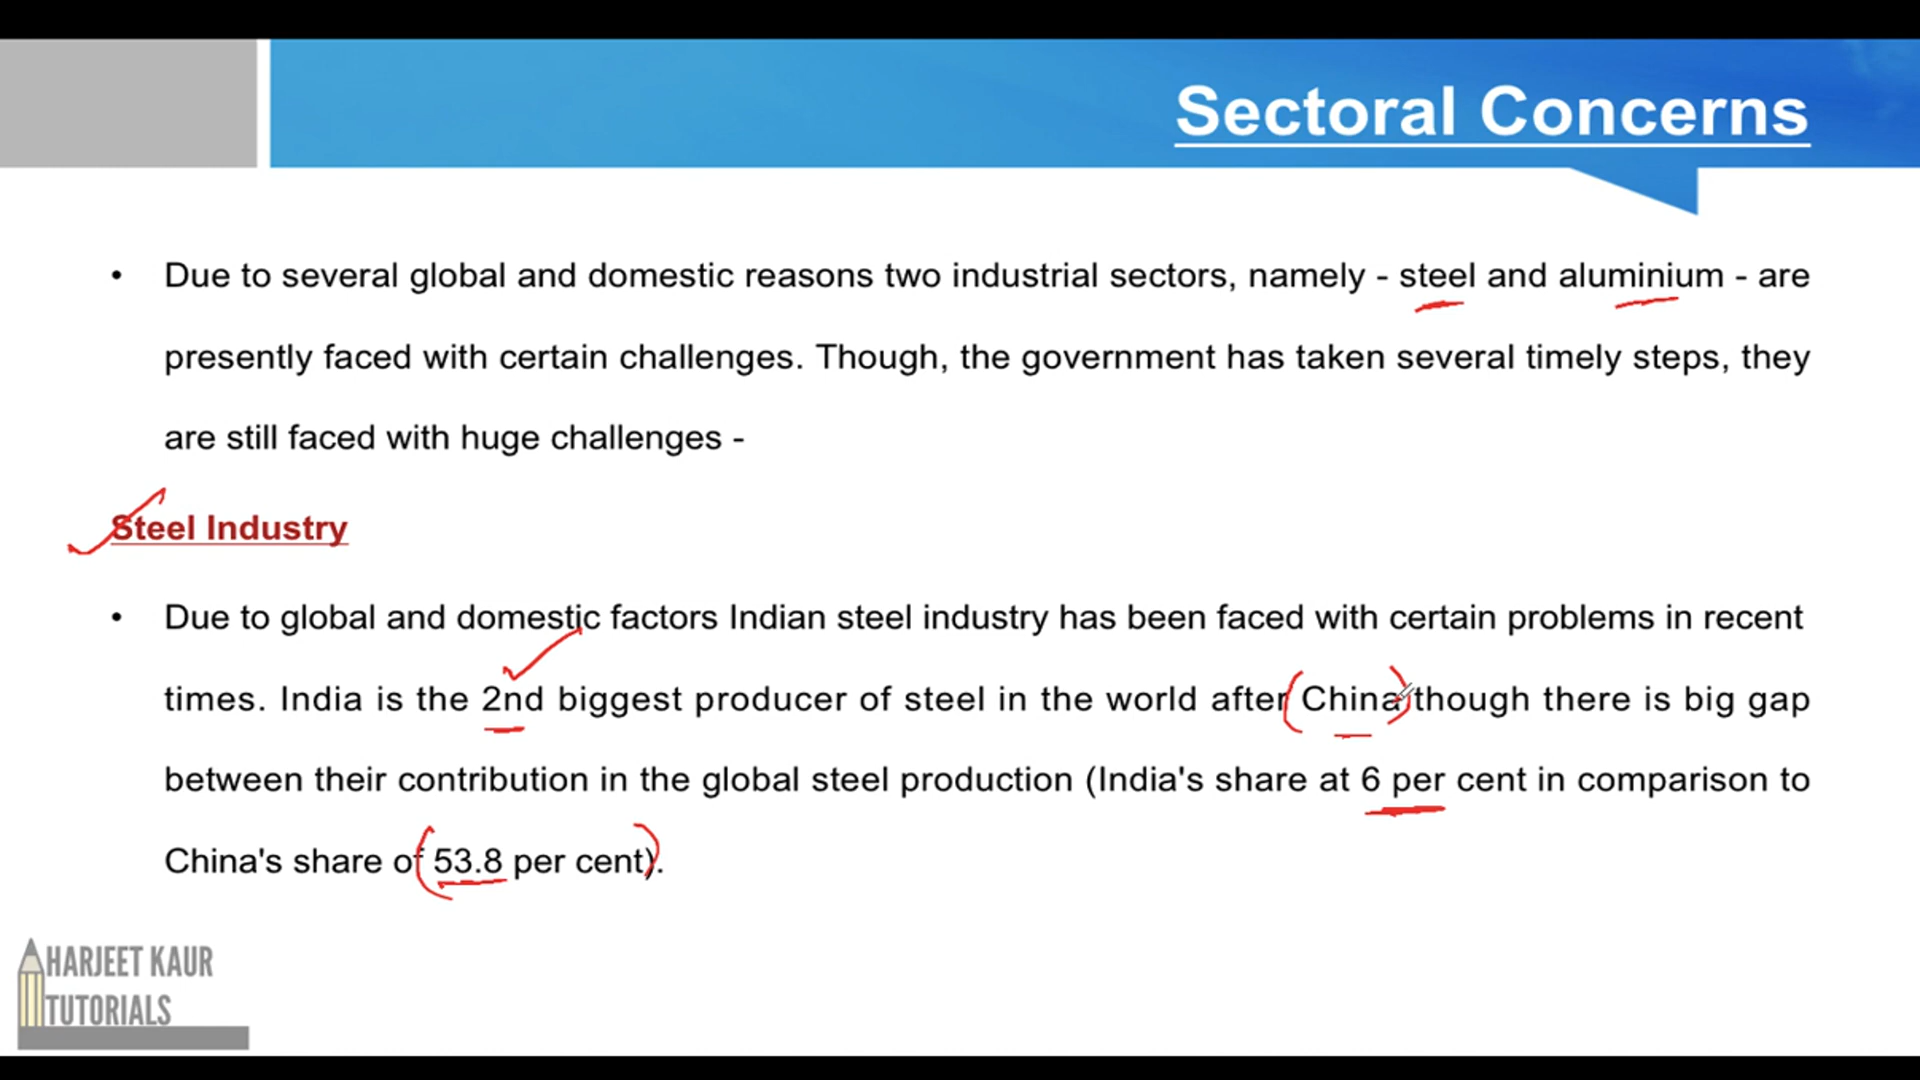 Sectoral Concerns
• Due to several global and domestic reasons two industrial sectors, namely - steel and aluminium - are
presently faced with certain challenges. Though, the government has taken several timely steps, they
are still faced with huge challenges -
Steel Industry
• Due to global and domestic factors Indian steel industry has been faced with certain problems in recent
times. India is the 2nd biggest producer of steel in the world after China though there is big gap
between their contribution in the global steel production (India's share at 6 per cent in comparison to
China's share of 53.8 per cent).
HARJEET KAUR
TUTORIALS